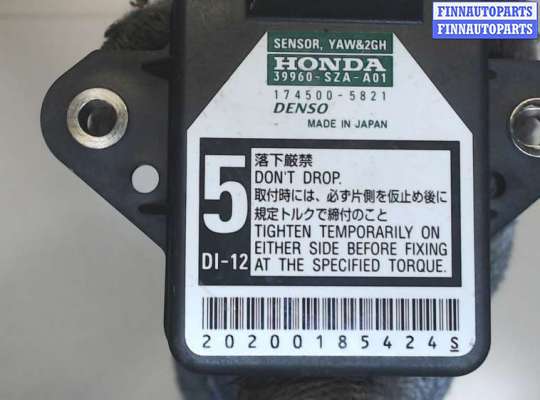 FINNAUTOPARTS
FINNAUTOPARTS
SENSOR, YAW&2GH
HONDA
39960-SZA-A01
174500-5821
DENSO
MADE IN JAPAN
5
DI-12
落下厳禁
DON'T DROP.
取付時には、必ず片側を仮止め後に
規定トルクで締付のこと
TIGHTEN TEMPORARILY ON
EITHER SIDE BEFORE FIXING
AT THE SPECIFIED TORQUE.
20200185424S